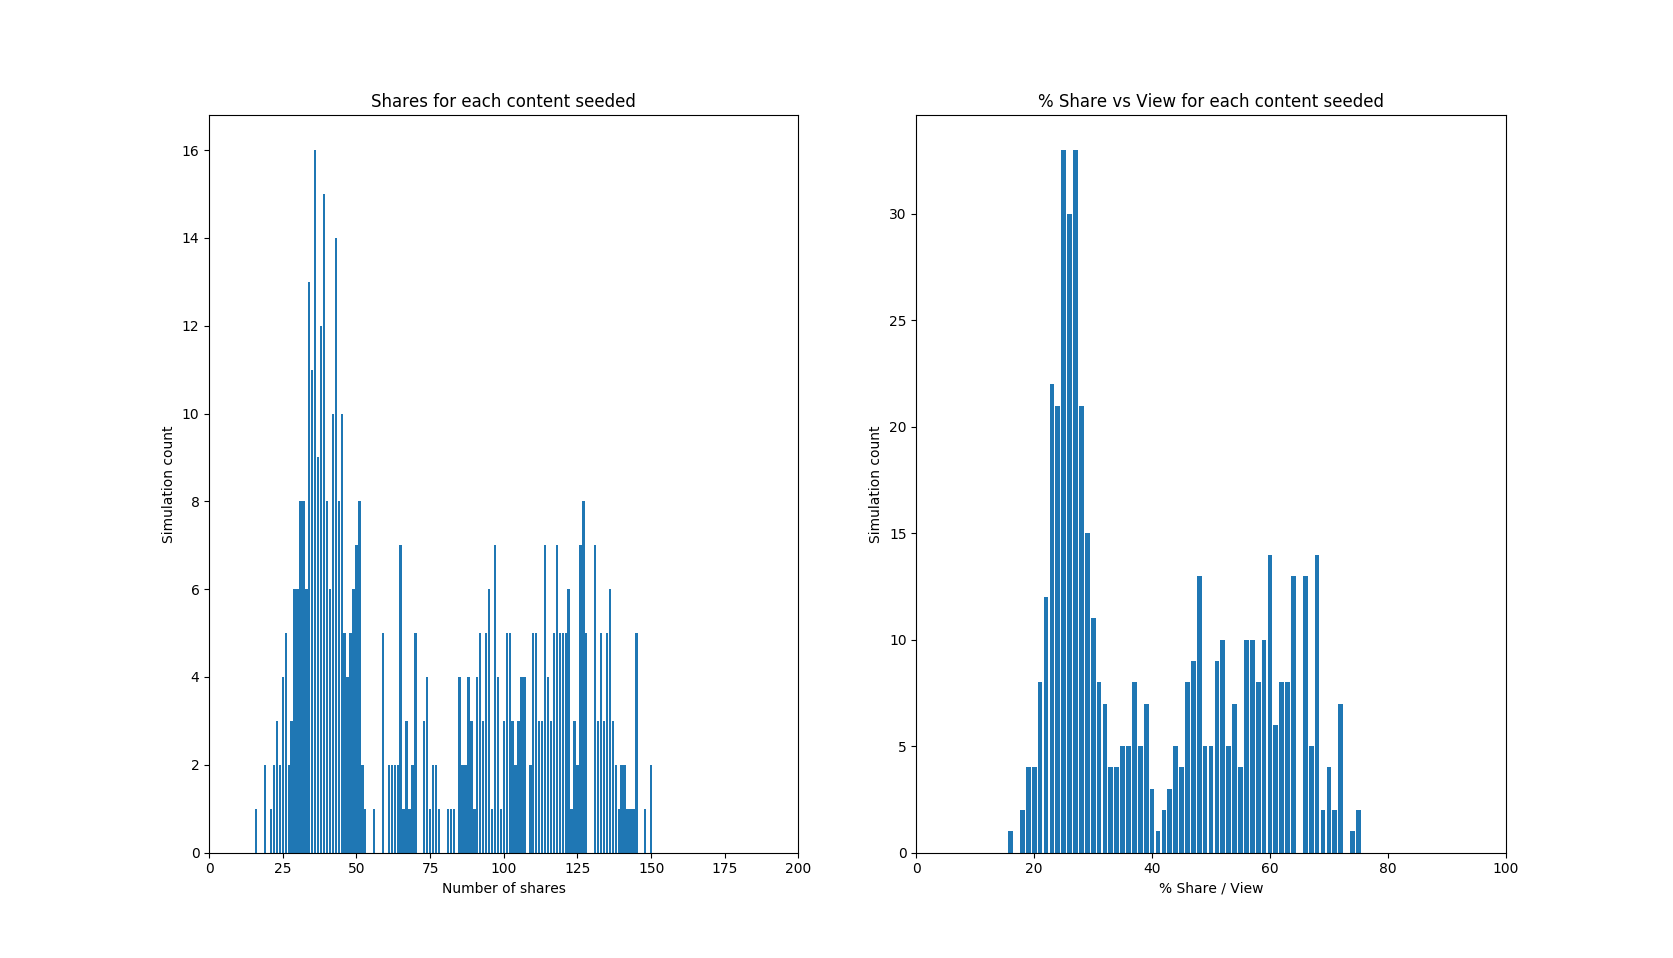 Shares for each content seeded
16
14
12
10
8
6
4
2
0
Simulation count
0 25 50 75 100 125 150 175 200
Number of shares
% Share vs View for each content seeded
30
25
20
15
10
5
0
Simulation count
0 20 40 60 80 100
% Share / View